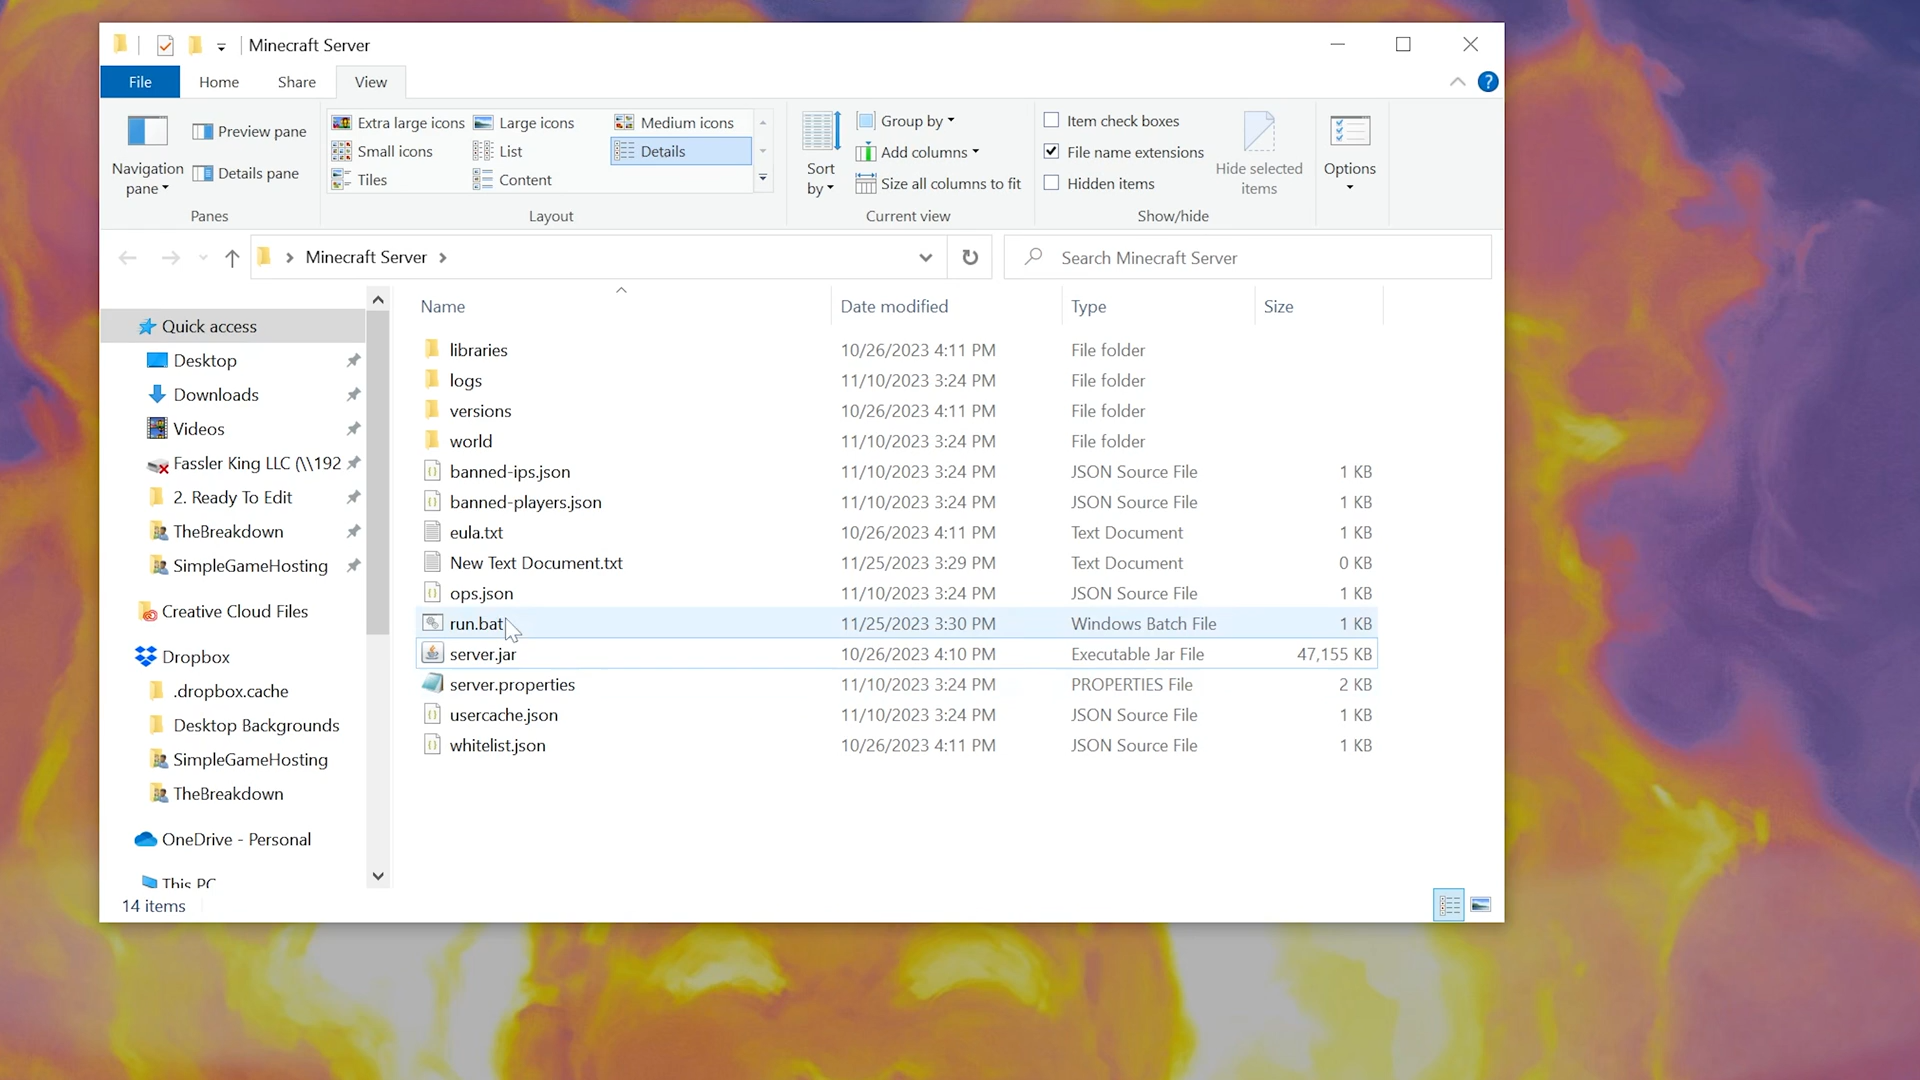 Minecraft Server
File Home Share View
Navigation pane
Preview pane
Details pane
Panes
Extra large icons Large icons Medium icons
Small icons List Details
Tiles Content
Layout
Sort by
Group by
Add columns
Size all columns to fit
Current view
Item check boxes
File name extensions
Hidden items
Hide selected items
Show/hide
Options
Minecraft Server
Search Minecraft Server
Quick access
Desktop
Downloads
Videos
Fassler King LLC (\\192
2. Ready To Edit
TheBreakdown
SimpleGameHosting
Creative Cloud Files
Dropbox
.dropbox.cache
Desktop Backgrounds
SimpleGameHosting
TheBreakdown
OneDrive - Personal
This PC
Name Date modified Type Size
libraries 10/26/2023 4:11 PM File folder
logs 11/10/2023 3:24 PM File folder
versions 10/26/2023 4:11 PM File folder
world 11/10/2023 3:24 PM File folder
banned-ips.json 11/10/2023 3:24 PM JSON Source File 1 KB
banned-players.json 11/10/2023 3:24 PM JSON Source File 1 KB
eula.txt 10/26/2023 4:11 PM Text Document 1 KB
New Text Document.txt 11/25/2023 3:29 PM Text Document 0 KB
ops.json 11/10/2023 3:24 PM JSON Source File 1 KB
run.bat 11/25/2023 3:30 PM Windows Batch File 1 KB
server.jar 10/26/2023 4:10 PM Executable Jar File 47,155 KB
server.properties 11/10/2023 3:24 PM PROPERTIES File 2 KB
usercache.json 11/10/2023 3:24 PM JSON Source File 1 KB
whitelist.json 10/26/2023 4:11 PM JSON Source File 1 KB
14 items